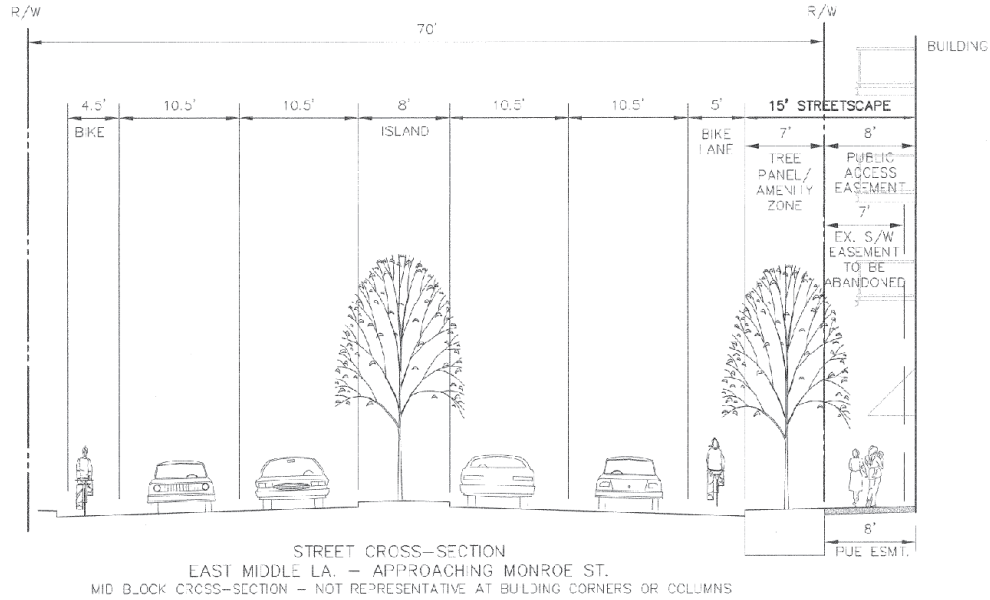 R/W
R/W
70'
BUILDING
4.5'
10.5'
10.5'
8'
10.5'
10.5'
5'
15' STREETSCAPE
BIKE
ISLAND
BIKE
LANE
7'
8'
TREE
PANEL/
AMENITY
ZONE
PUBLIC
ACCESS
EASEMENT
7'
EX. S/W
EASEMENT
TO BE
ABANDONED
8'
PUE ESMT.
STREET CROSS-SECTION
EAST MIDDLE LA. - APPROACHING MONROE ST.
MID BLOCK CROSS-SECTION - NOT REPRESENTATIVE AT BUILDING CORNERS OR COLUMNS